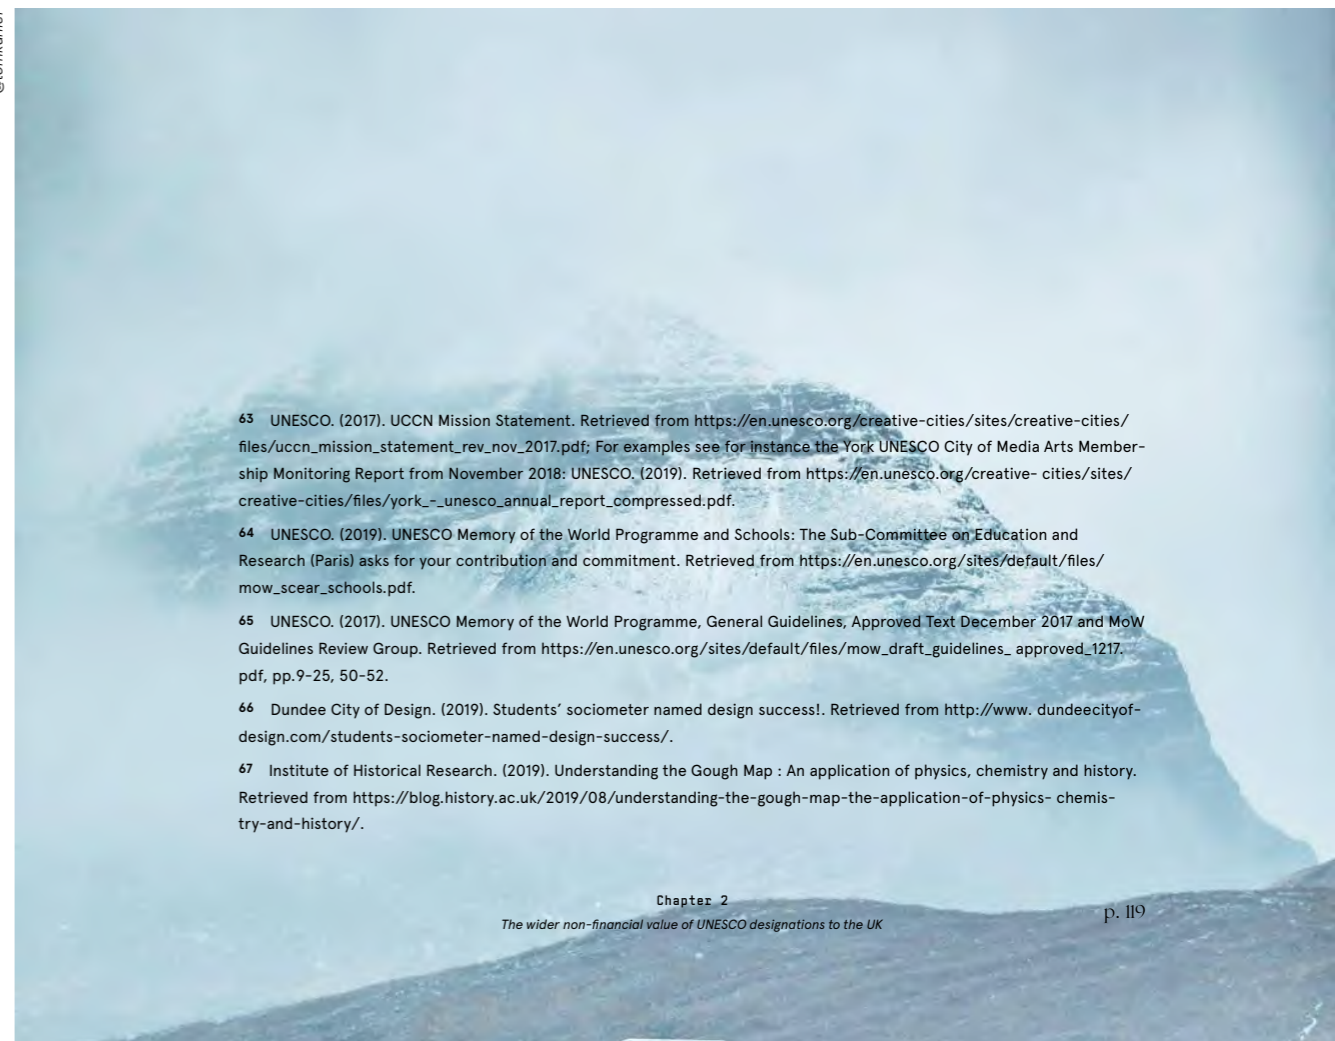 63 UNESCO. (2017). UCCN Mission Statement. Retrieved from https://en.unesco.org/creative-cities/sites/creative-cities/
files/uccn_mission_statement_rev_nov_2017.pdf; For examples see for instance the York UNESCO City of Media Arts Member-
ship Monitoring Report from November 2018: UNESCO. (2019). Retrieved from https://en.unesco.org/creative- cities/sites/
creative-cities/files/york_-_unesco_annual_report_compressed.pdf.
64 UNESCO. (2019). UNESCO Memory of the World Programme and Schools: The Sub-Committee on Education and
Research (Paris) asks for your contribution and commitment. Retrieved from https://en.unesco.org/sites/default/files/
mow_scear_schools.pdf.
65 UNESCO. (2017). UNESCO Memory of the World Programme, General Guidelines, Approved Text December 2017 and MoW
Guidelines Review Group. Retrieved from https://en.unesco.org/sites/default/files/mow_draft_guidelines_ approved_1217.
pdf, pp.9-25, 50-52.
66 Dundee City of Design. (2019). Students' sociometer named design success!. Retrieved from http://www. dundeecityof-
design.com/students-sociometer-named-design-success/.
67 Institute of Historical Research. (2019). Understanding the Gough Map : An application of physics, chemistry and history.
Retrieved from https://blog.history.ac.uk/2019/08/understanding-the-gough-map-the-application-of-physics- chemis-
try-and-history/.
Chapter 2
The wider non-financial value of UNESCO designations to the UK
p. 119